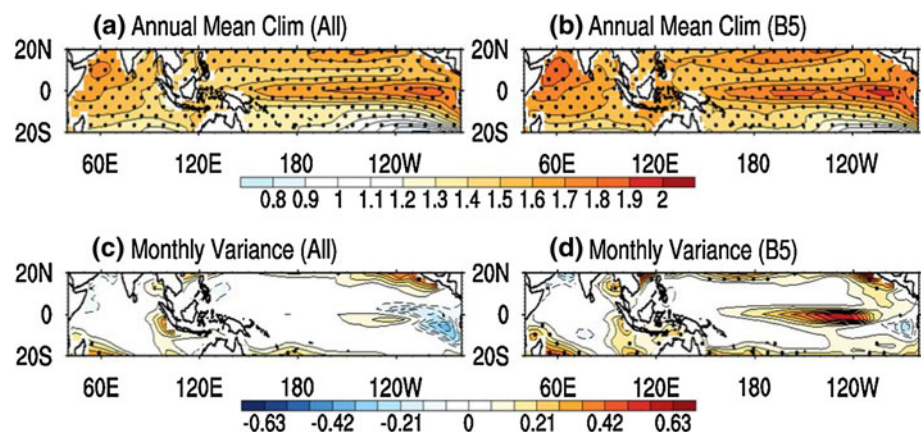 (a) Annual Mean Clim (All)
(b) Annual Mean Clim (B5)
20N
0
20S
20N
0
20S
60E 120E 180 120W
60E 120E 180 120W
0.8 0.9 1 1.1 1.2 1.3 1.4 1.5 1.6 1.7 1.8 1.9 2
(c) Monthly Variance (All)
(d) Monthly Variance (B5)
20N
0
20S
20N
0
20S
60E 120E 180 120W
60E 120E 180 120W
-0.63 -0.42 -0.21 0 0.21 0.42 0.63